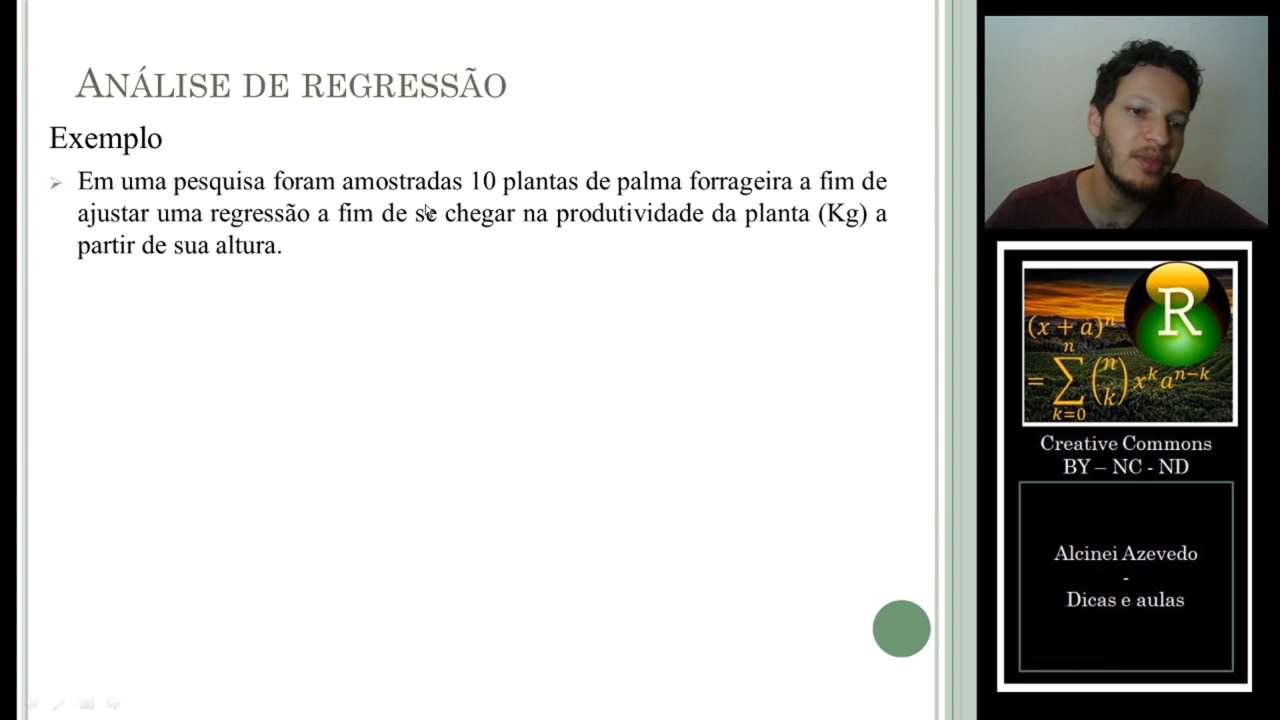 ANÁLISE DE REGRESSÃO
Exemplo
Em uma pesquisa foram amostradas 10 plantas de palma forrageira a fim de
ajustar uma regressão a fim de se chegar na produtividade da planta (Kg) a
partir de sua altura.
R
(x + a)^n
= ∑_{k=0}^{n} (n k) x^k a^{n−k}
Creative Commons
BY – NC - ND
Alcinei Azevedo
-
Dicas e aulas